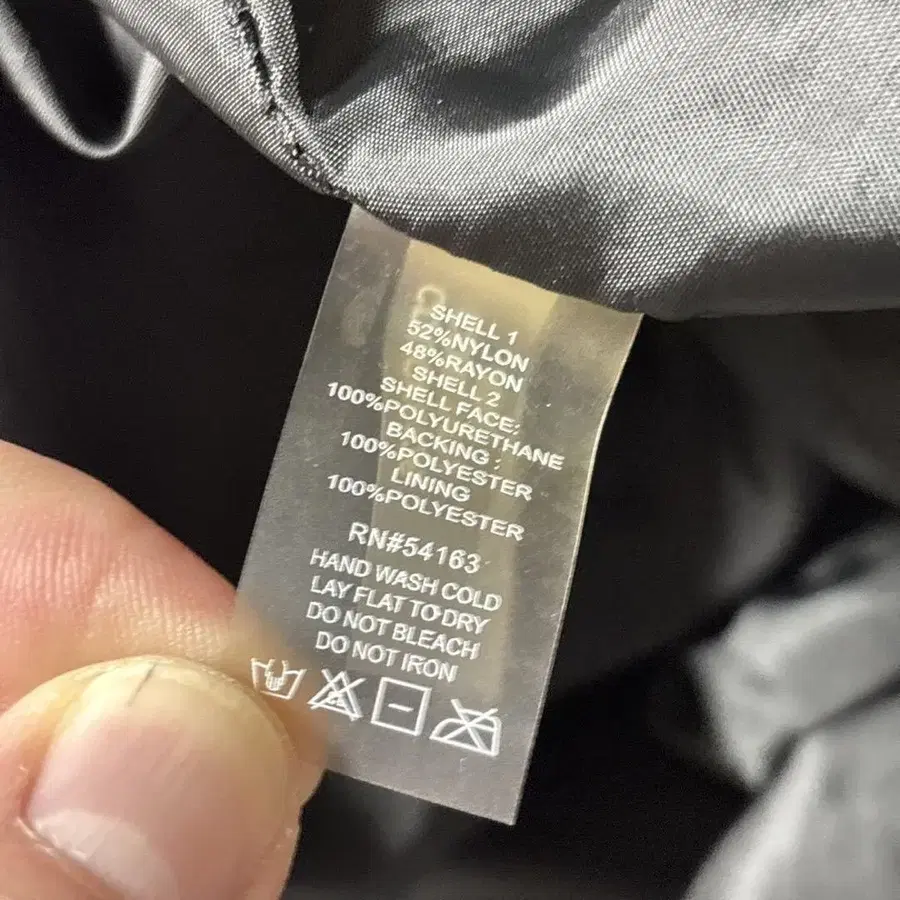 SHELL 1
52%NYLON
48%RAYON
SHELL 2
SHELL FACE:
100%POLYURETHANE
BACKING:
100%POLYESTER
LINING
100%POLYESTER
RN#54163
HAND WASH COLD
LAY FLAT TO DRY
DO NOT BLEACH
DO NOT IRON